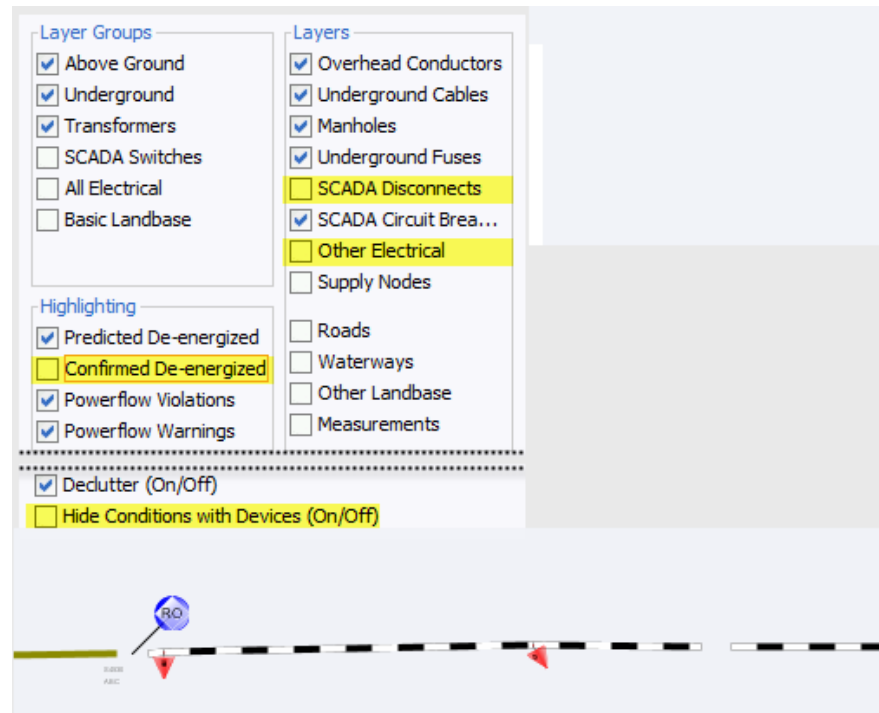 Layer Groups
Above Ground
Underground
Transformers
SCADA Switches
All Electrical
Basic Landbase
Layers
Overhead Conductors
Underground Cables
Manholes
Underground Fuses
SCADA Disconnects
SCADA Circuit Brea...
Other Electrical
Supply Nodes
Roads
Waterways
Other Landbase
Measurements
Highlighting
Predicted De-energized
Confirmed De-energized
Powerflow Violations
Powerflow Warnings
Declutter (On/Off)
Hide Conditions with Devices (On/Off)
RO
ABC